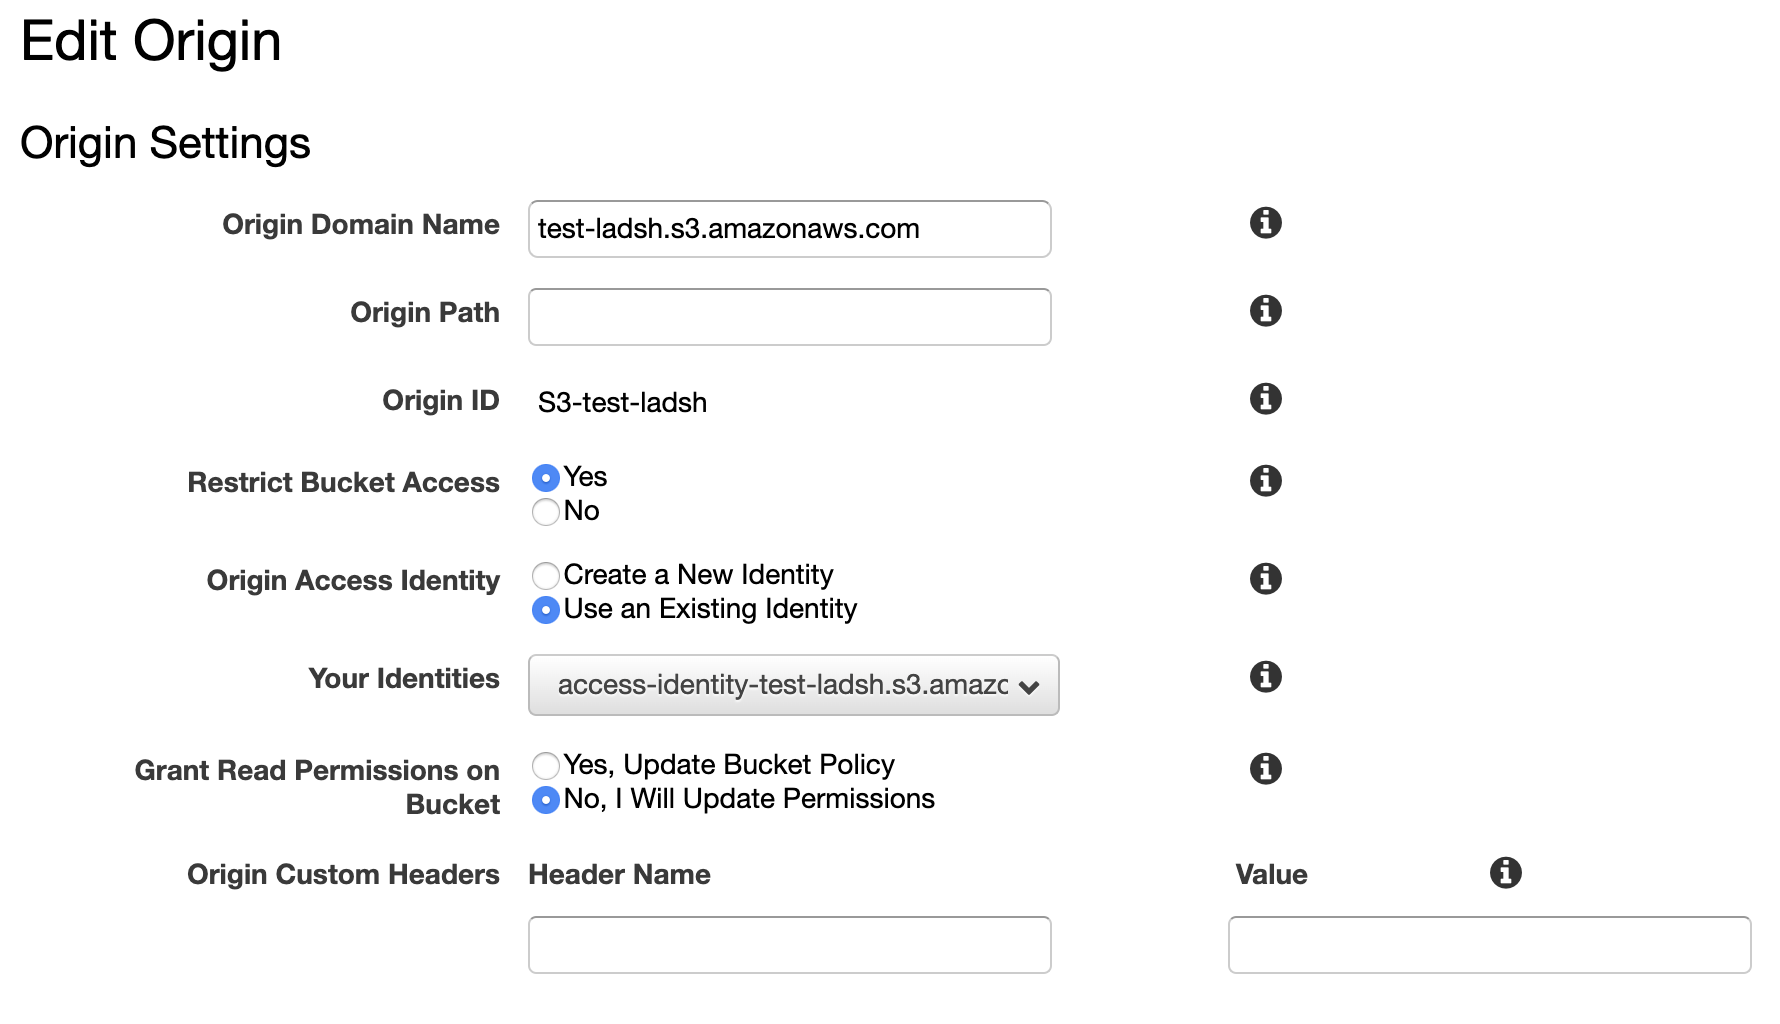 Edit Origin
Origin Settings
Origin Domain Name test-ladsh.s3.amazonaws.com
Origin Path
Origin ID S3-test-ladsh
Restrict Bucket Access Yes
No
Origin Access Identity Create a New Identity
Use an Existing Identity
Your Identities access-identity-test-ladsh.s3.amazc
Grant Read Permissions on Yes, Update Bucket Policy
Bucket No, I Will Update Permissions
Origin Custom Headers Header Name Value